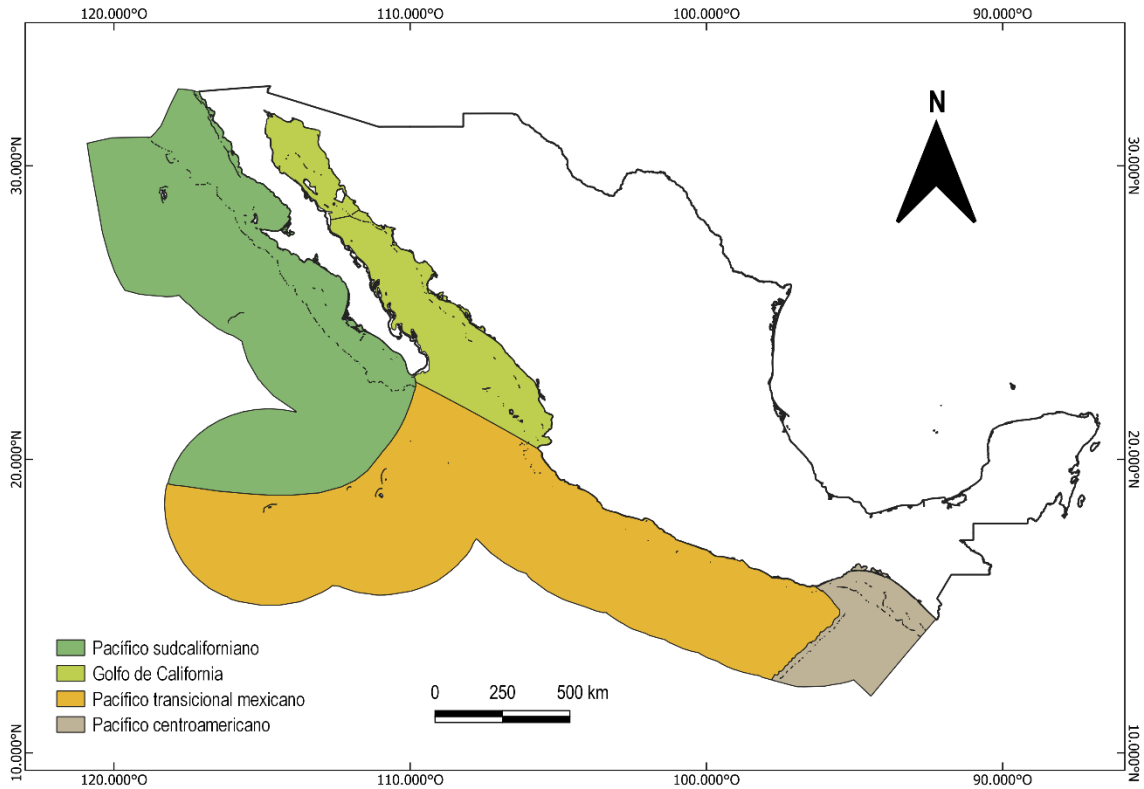 120.000°O 110.000°O 100.000°O 90.000°O
N
30.000°N 30.000°N
20.000°N 20.000°N
Pacífico sudcaliforniano
Golfo de California
Pacífico transicional mexicano
Pacífico centroamericano
0 250 500 km
10.000°N 10.000°N
120.000°O 110.000°O 100.000°O 90.000°O